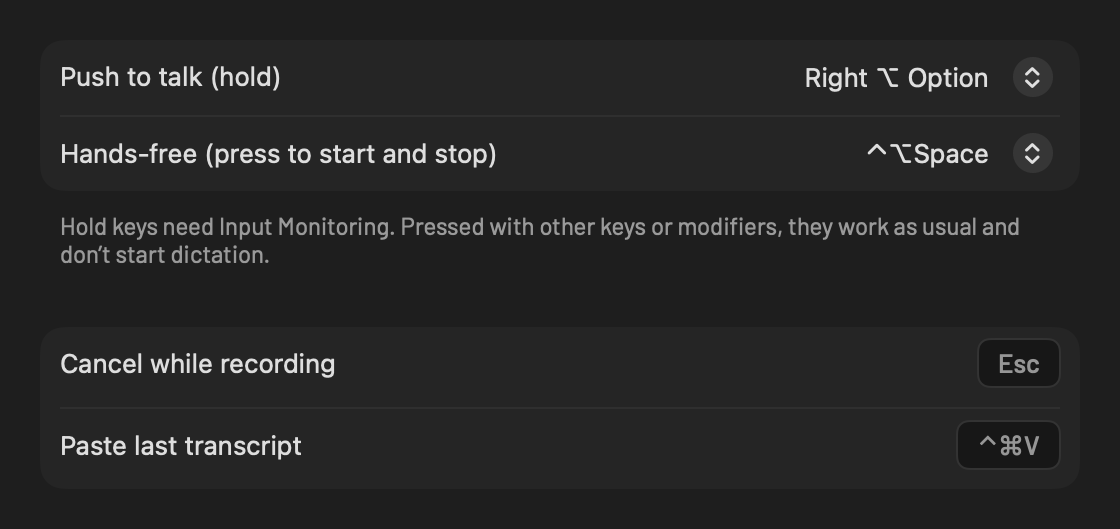 Push to talk (hold) Right ⌥ Option
Hands-free (press to start and stop) ^⌥Space
Hold keys need Input Monitoring. Pressed with other keys or modifiers, they work as usual and
don’t start dictation.
Cancel while recording Esc
Paste last transcript ^⌘V